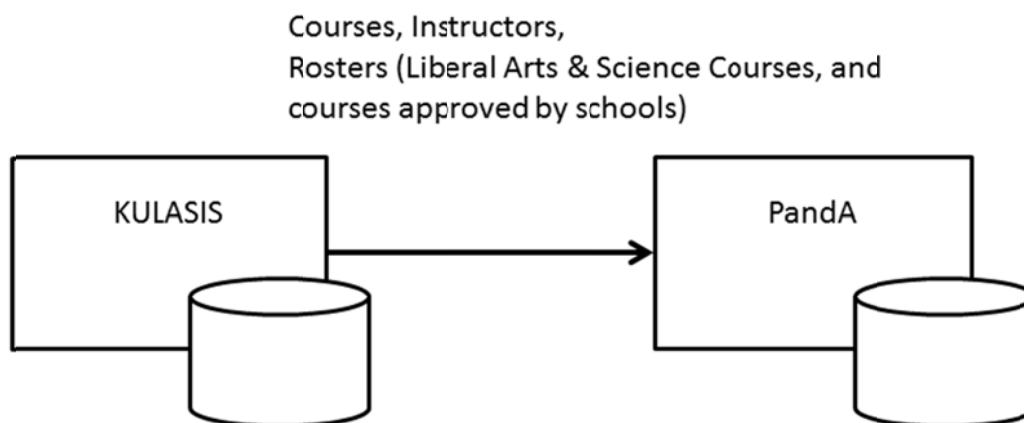 Courses, Instructors,
Rosters (Liberal Arts & Science Courses, and
courses approved by schools)
KULASIS
PandA